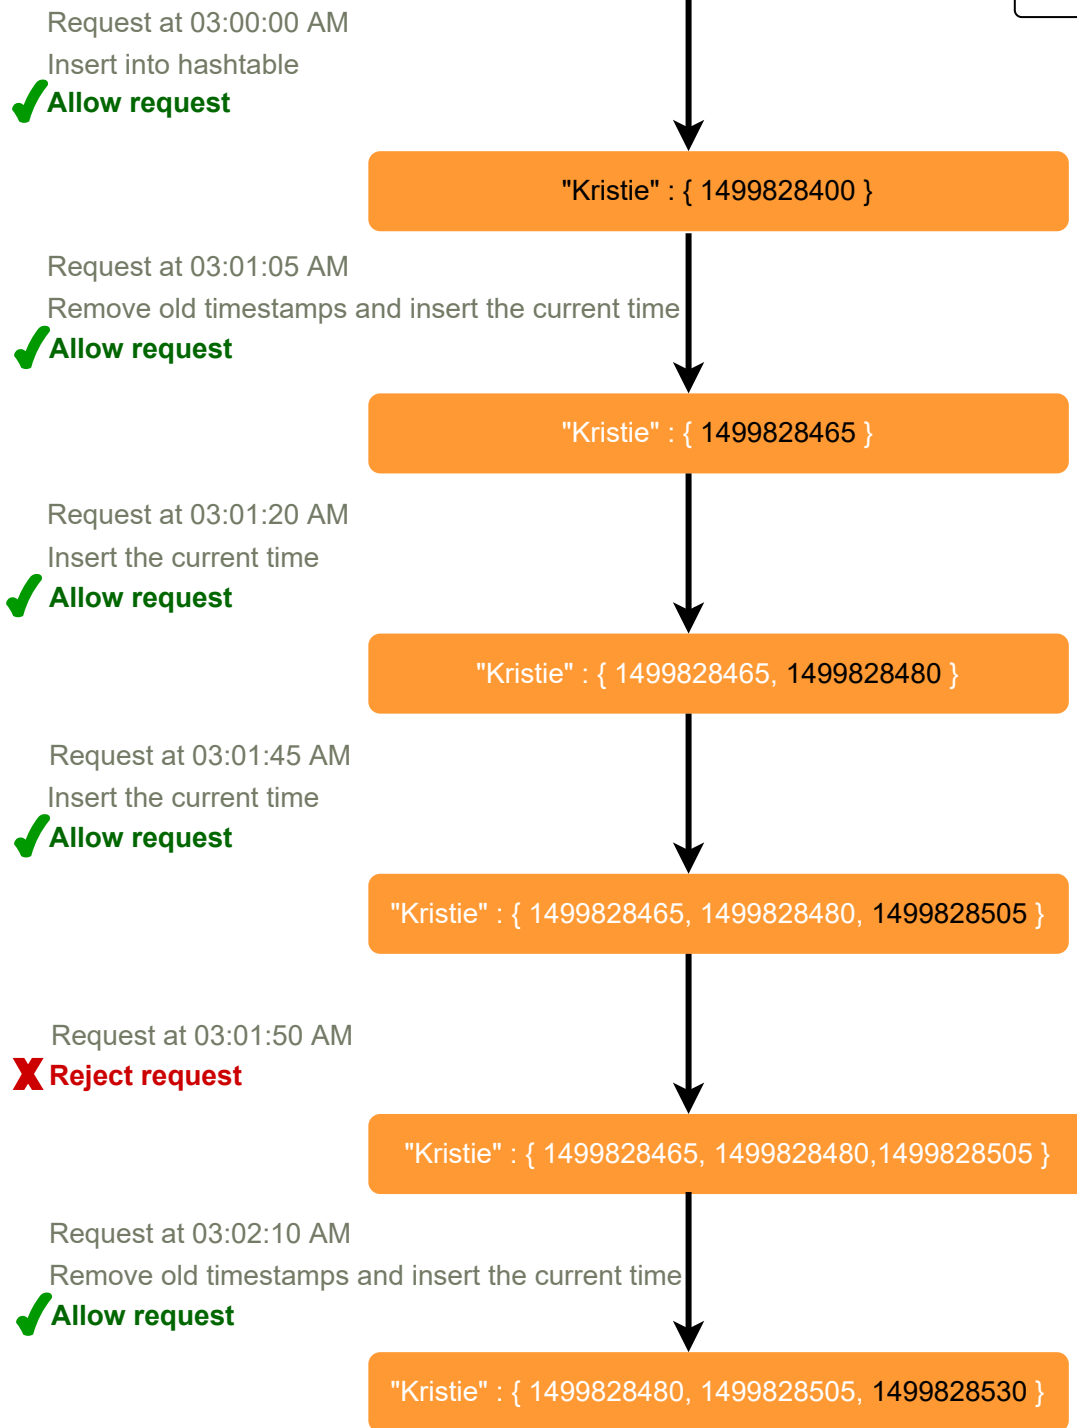 Request at 03:00:00 AM
Insert into hashtable
Allow request
"Kristie" : { 1499828400 }
Request at 03:01:05 AM
Remove old timestamps and insert the current time
Allow request
"Kristie" : { 1499828465 }
Request at 03:01:20 AM
Insert the current time
Allow request
"Kristie" : { 1499828465, 1499828480 }
Request at 03:01:45 AM
Insert the current time
Allow request
"Kristie" : { 1499828465, 1499828480, 1499828505 }
Request at 03:01:50 AM
Reject request
"Kristie" : { 1499828465, 1499828480,1499828505 }
Request at 03:02:10 AM
Remove old timestamps and insert the current time
Allow request
"Kristie" : { 1499828480, 1499828505, 1499828530 }